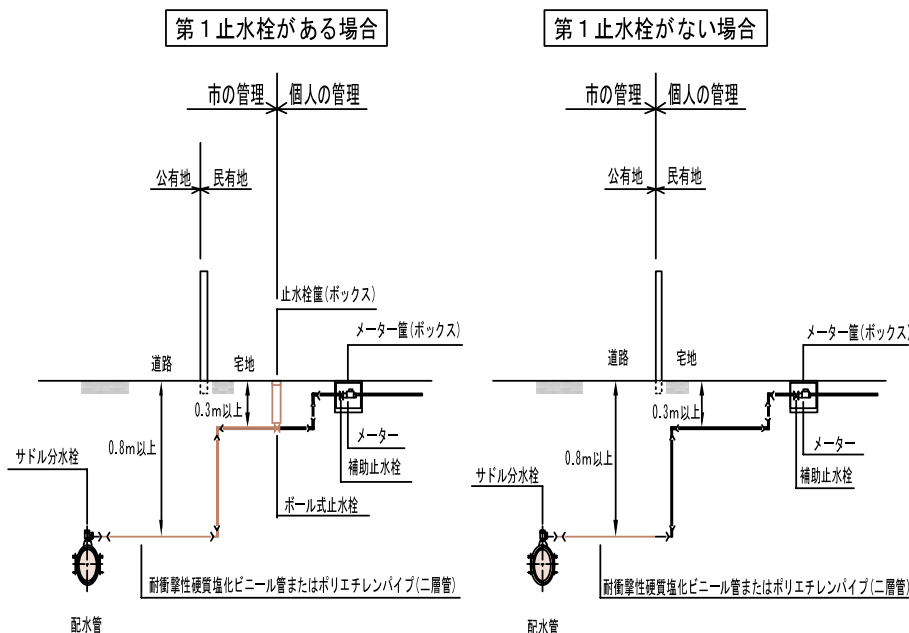 第１止水栓がある場合
市の管理 個人の管理
公有地 民有地
止水栓筐(ボックス)
メーター筐(ボックス)
道路 宅地
0.3m以上
0.8m以上
メーター
サドル分水栓
補助止水栓
ボール式止水栓
耐衝撃性硬質塩化ビニール管またはポリエチレンパイプ(二層管)
配水管
第１止水栓がない場合
市の管理 個人の管理
公有地 民有地
メーター筐(ボックス)
道路 宅地
0.3m以上
0.8m以上
メーター
サドル分水栓
補助止水栓
耐衝撃性硬質塩化ビニール管またはポリエチレンパイプ(二層管)
配水管